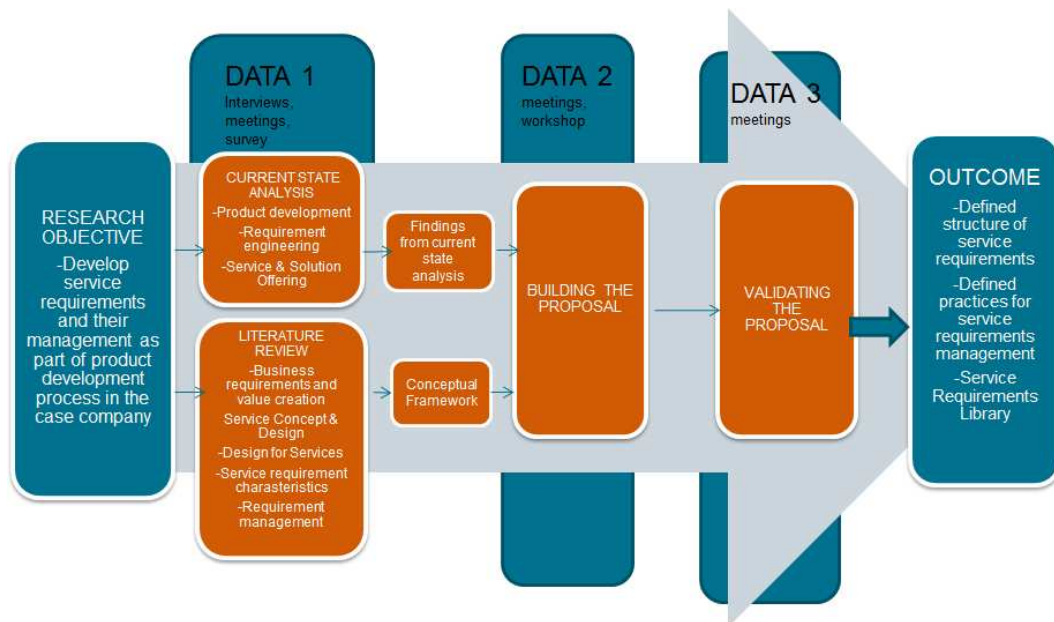 RESEARCH
OBJECTIVE
-Develop
service
requirements
and their
management as
part of product
development
process in the
case company
DATA 1
Interviews,
meetings,
survey
CURRENT STATE
ANALYSIS
-Product development
-Requirement
engineering
-Service & Solution
Offering
LITERATURE
REVIEW
-Business
requirements and
value creation
Service Concept &
Design
-Design for Services
-Service requirement
charasteristics
-Requirement
management
Findings
from current
state
analysis
Conceptual
Framework
DATA 2
meetings,
workshop
BUILDING THE
PROPOSAL
DATA 3
meetings
VALIDATING
THE
PROPOSAL
OUTCOME
-Defined
structure of
service
requirements
-Defined
practices for
service
requirements
management
-Service
Requirements
Library